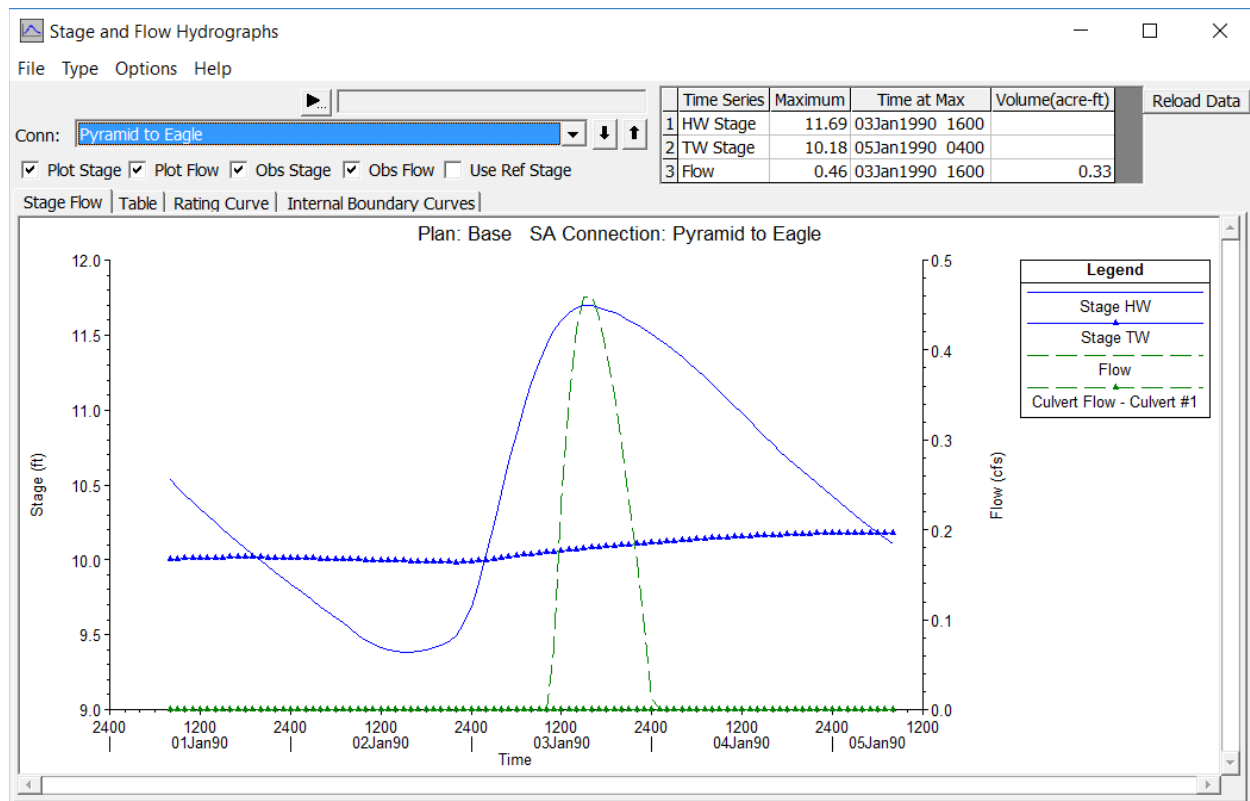 Stage and Flow Hydrographs
File Type Options Help
Conn: Pyramid to Eagle
Plot Stage Plot Flow Obs Stage Obs Flow Use Ref Stage
Time Series Maximum Time at Max Volume(acre-ft)
1 HW Stage 11.69 03Jan1990 1600
2 TW Stage 10.18 05Jan1990 0400
3 Flow 0.46 03Jan1990 1600 0.33
Reload Data
Stage Flow Table Rating Curve Internal Boundary Curves
Plan: Base SA Connection: Pyramid to Eagle
12.0
11.5
11.0
10.5
10.0
9.5
9.0
Stage (ft)
0.5
0.4
0.3
0.2
0.1
0.0
Flow (cfs)
2400 1200 2400 1200 2400 1200 2400 1200 2400 1200
01Jan90 02Jan90 03Jan90 04Jan90 05Jan90
Time
Legend
Stage HW
Stage TW
Flow
Culvert Flow - Culvert #1